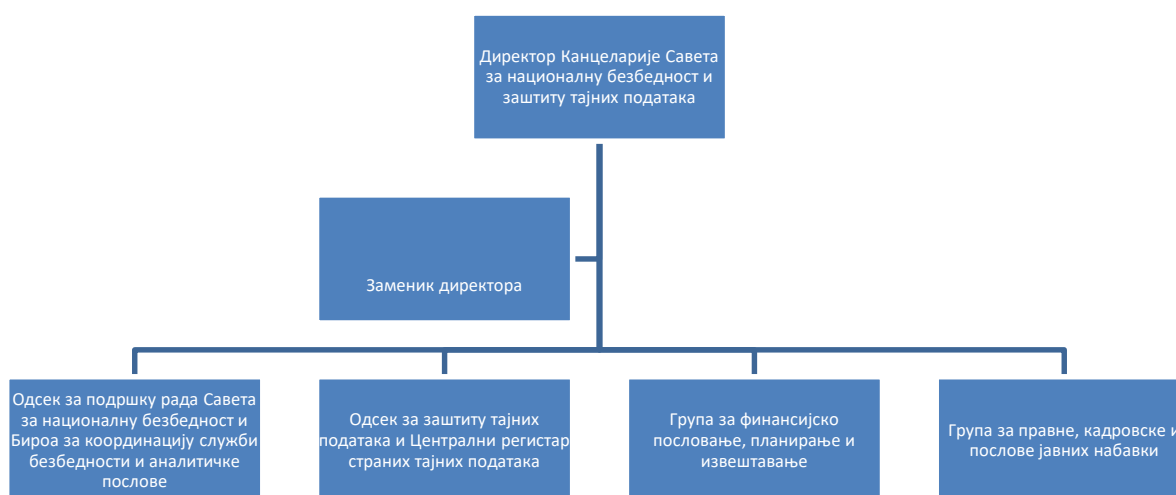 Директор Канцеларије Савета
за националну безбедност и
заштиту тајних података
Заменик директора
Одсек за подршку рада Савета
за националну безбедност и
Бироа за координацију служби
безбедности и аналитичке
послове
Одсек за заштиту тајних
података и Централни регистар
страних тајних података
Група за финансијско
пословање, планирање и
извештавање
Група за правне, кадровске и
послове јавних набавки